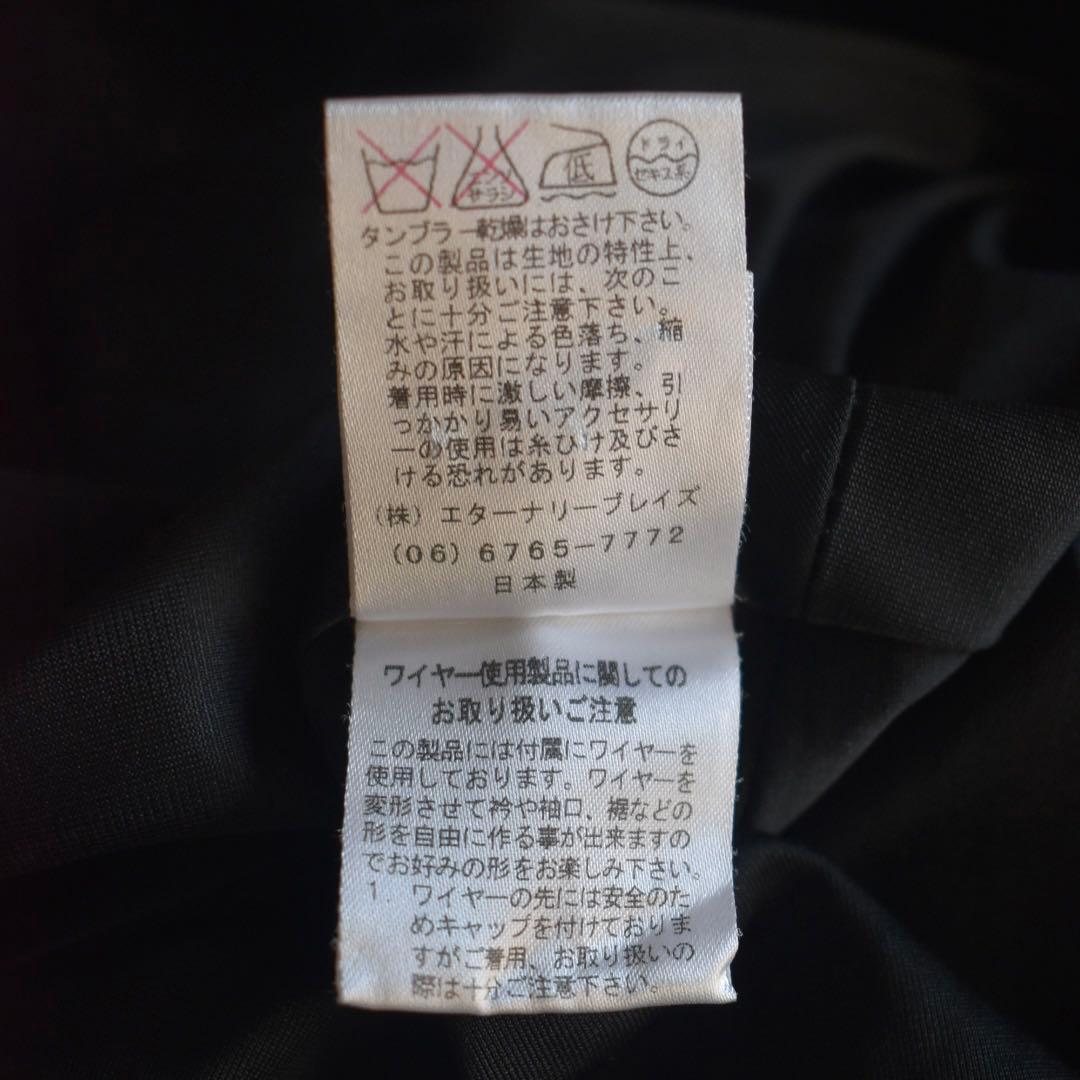 エンソ サラシ
低
ドライ
セキユ系
タンブラー乾燥はおさけ下さい。
この製品は生地の特性上、
お取り扱いには、次のこ
とに十分ご注意下さい。
水や汗による色落ち、縮
みの原因になります。
着用時に激しい摩擦、引
っかかり易いアクセサリ
ーの使用は糸ひけ及びさ
ける恐れがあります。
(株)エターナリーブレイズ
(06)6765-7772
日本製
ワイヤー使用製品に関しての
お取り扱いご注意
この製品には付属にワイヤーを
使用しております。ワイヤーを
変形させて衿や袖口、裾などの
形を自由に作る事が出来ますの
でお好みの形をお楽しみ下さい。
1. ワイヤーの先には安全のた
めキャップを付けておりま
すがご着用、お取り扱いの
際は十分ご注意下さい。